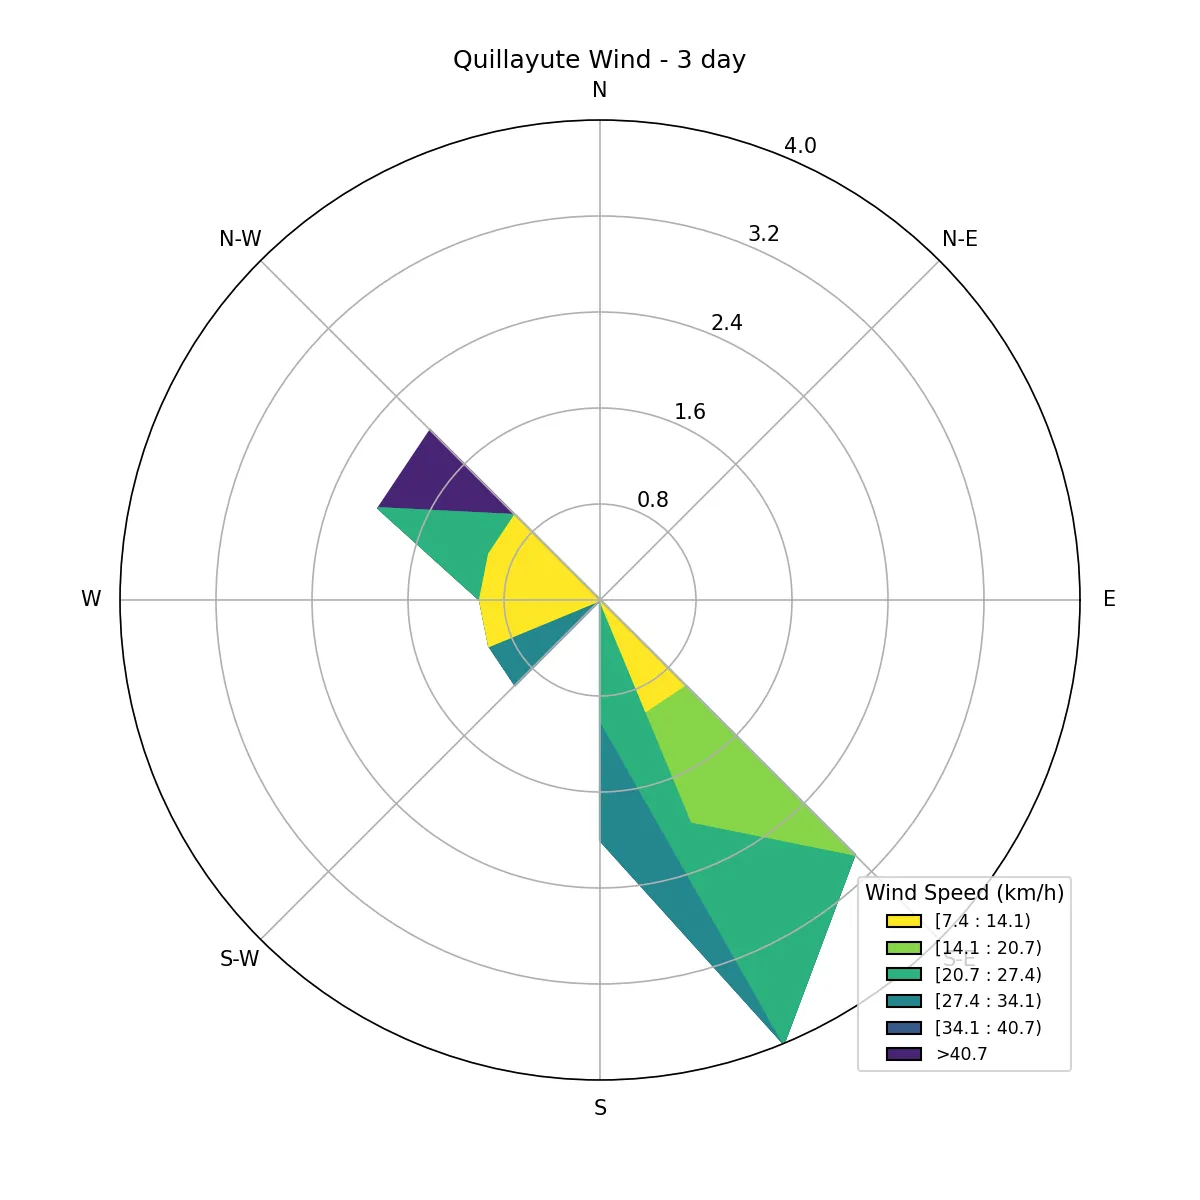 Quillayute Wind - 3 day
N
4.0
N-W
3.2
N-E
2.4
1.6
0.8
W
E
Wind Speed (km/h)
[7.4 : 14.1)
[14.1 : 20.7)
[20.7 : 27.4)
[27.4 : 34.1)
[34.1 : 40.7)
>40.7
S-W
S-E
S